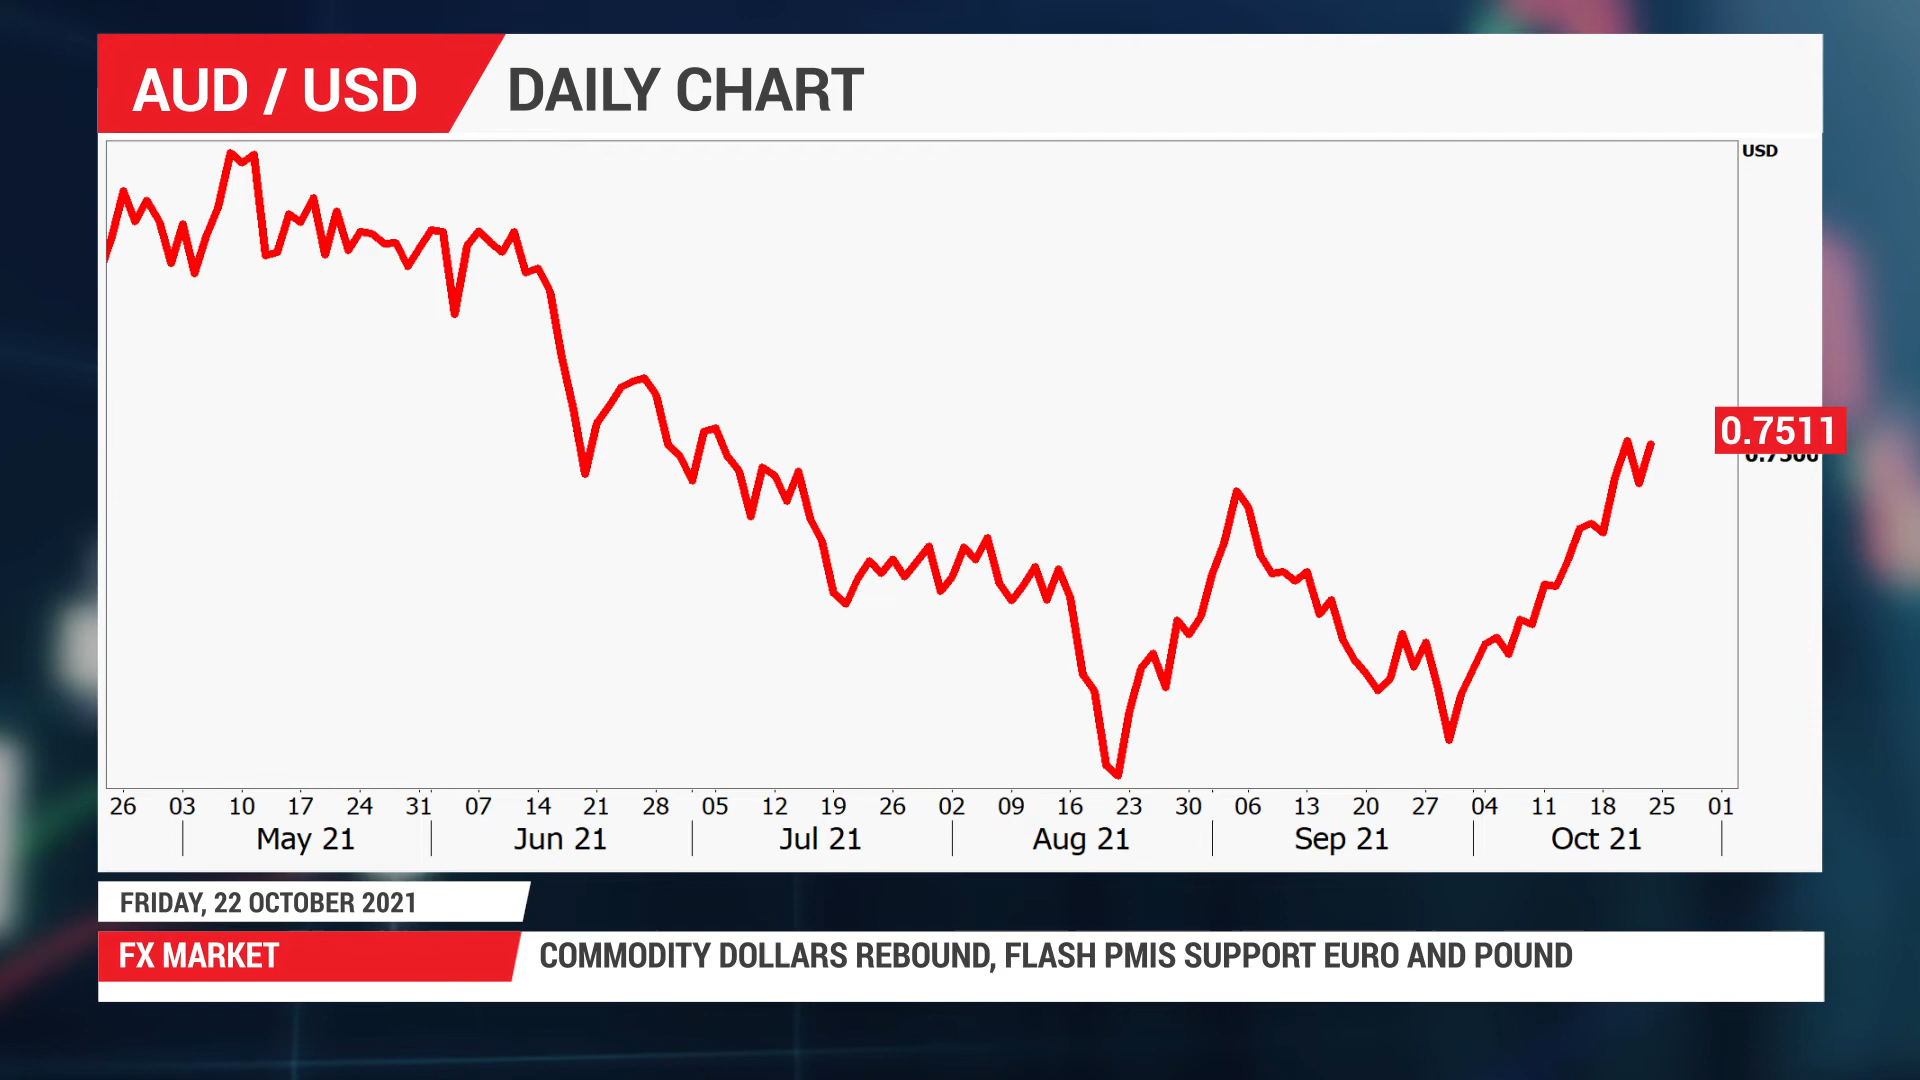 AUD / USD DAILY CHART
USD
0.7511
26 03 10 17 24 31 07 14 21 28 05 12 19 26 02 09 16 23 30 06 13 20 27 04 11 18 25 01
May 21 Jun 21 Jul 21 Aug 21 Sep 21 Oct 21
FRIDAY, 22 OCTOBER 2021
FX MARKET COMMODITY DOLLARS REBOUND, FLASH PMIS SUPPORT EURO AND POUND